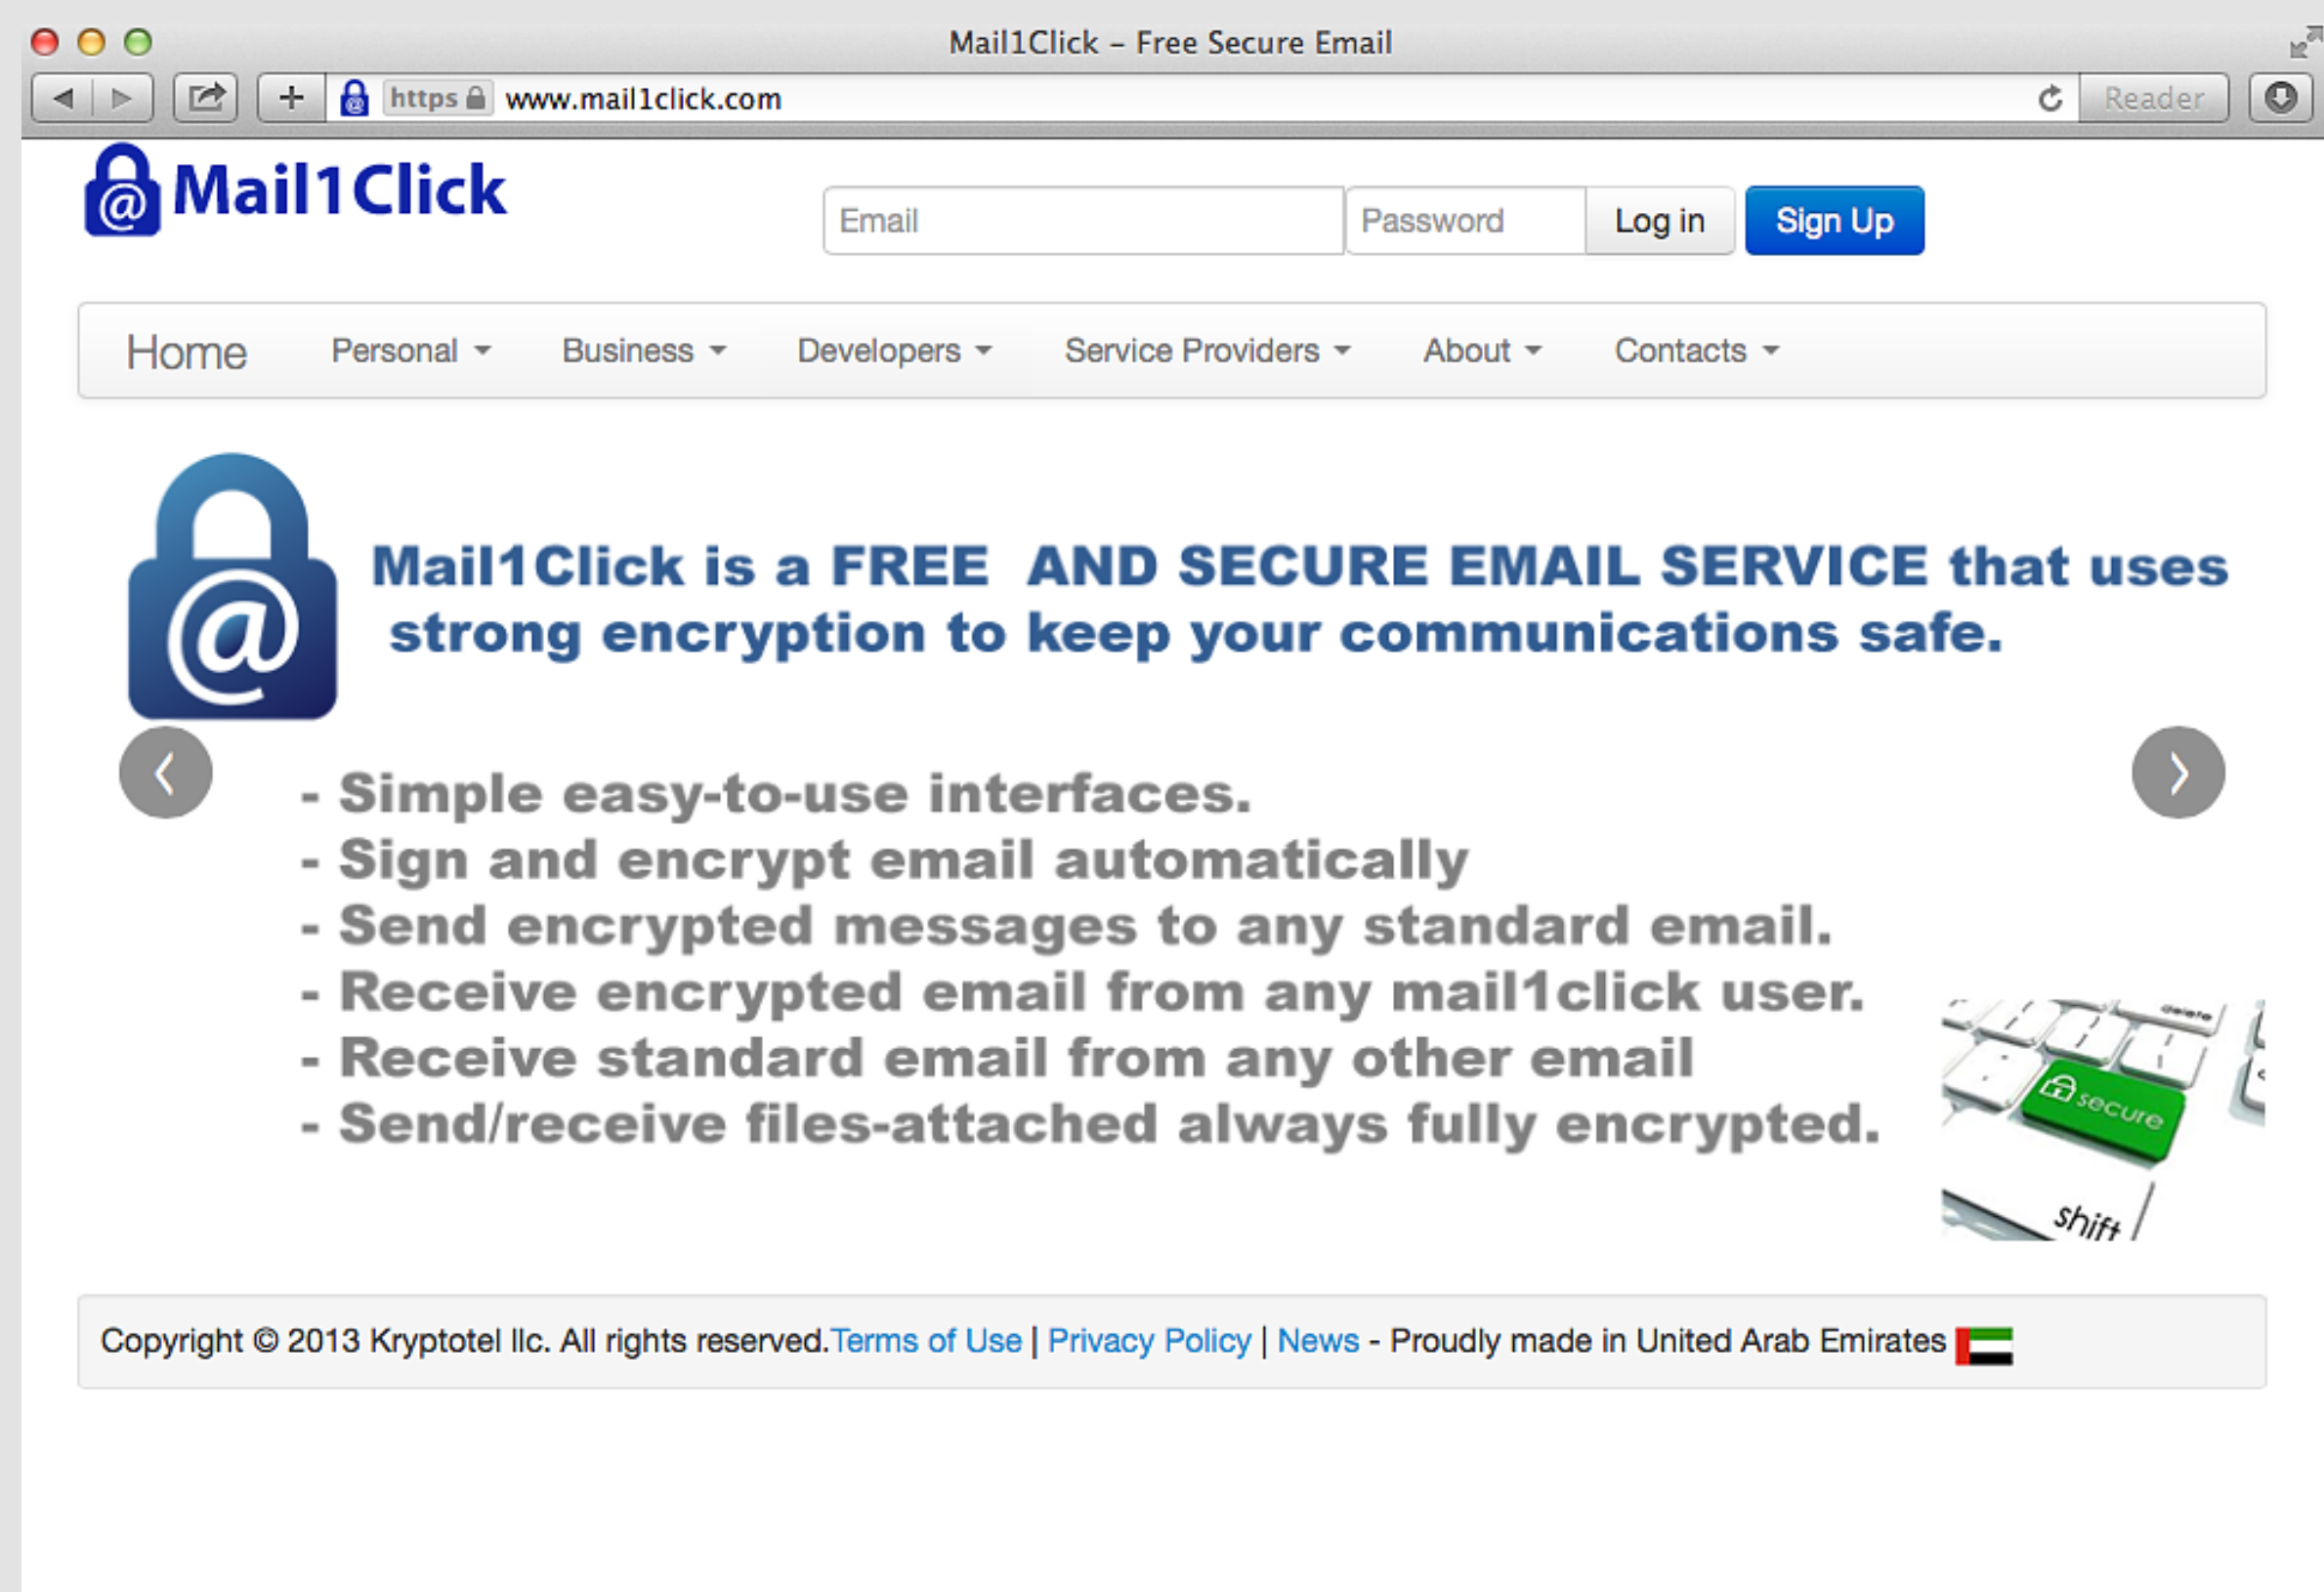 Mail1Click – Free Secure Email
https www.mail1click.com Reader
@ Mail1Click
Email Password Log in Sign Up
Home Personal Business Developers Service Providers About Contacts
@
Mail1Click is a FREE AND SECURE EMAIL SERVICE that uses
strong encryption to keep your communications safe.
- Simple easy-to-use interfaces.
- Sign and encrypt email automatically
- Send encrypted messages to any standard email.
- Receive encrypted email from any mail1click user.
- Receive standard email from any other email
- Send/receive files-attached always fully encrypted.
delete
secure
shift
Copyright © 2013 Kryptotel llc. All rights reserved.Terms of Use | Privacy Policy | News - Proudly made in United Arab Emirates